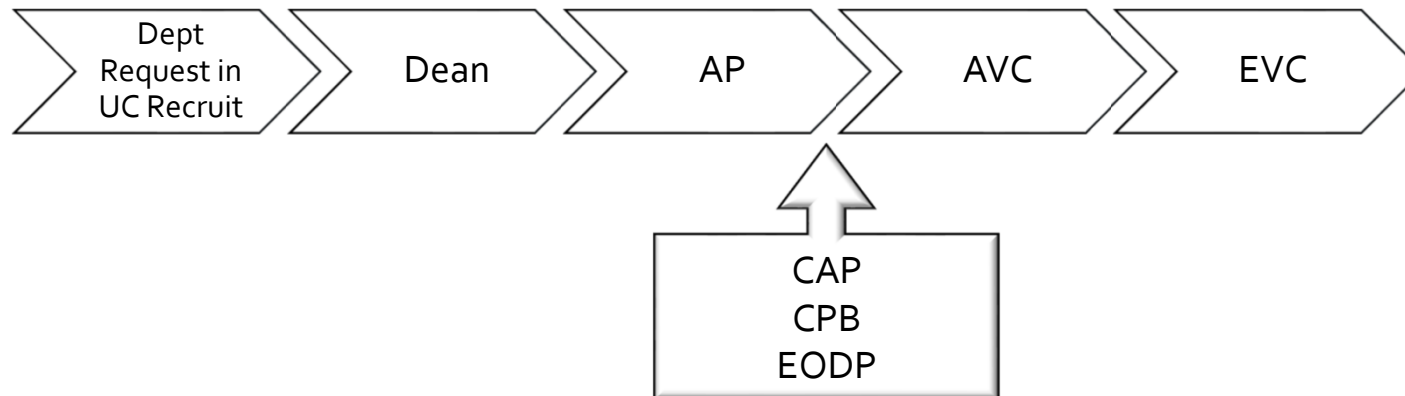 Dept
Request in
UC Recruit
Dean
AP
AVC
EVC
CAP
CPB
EODP